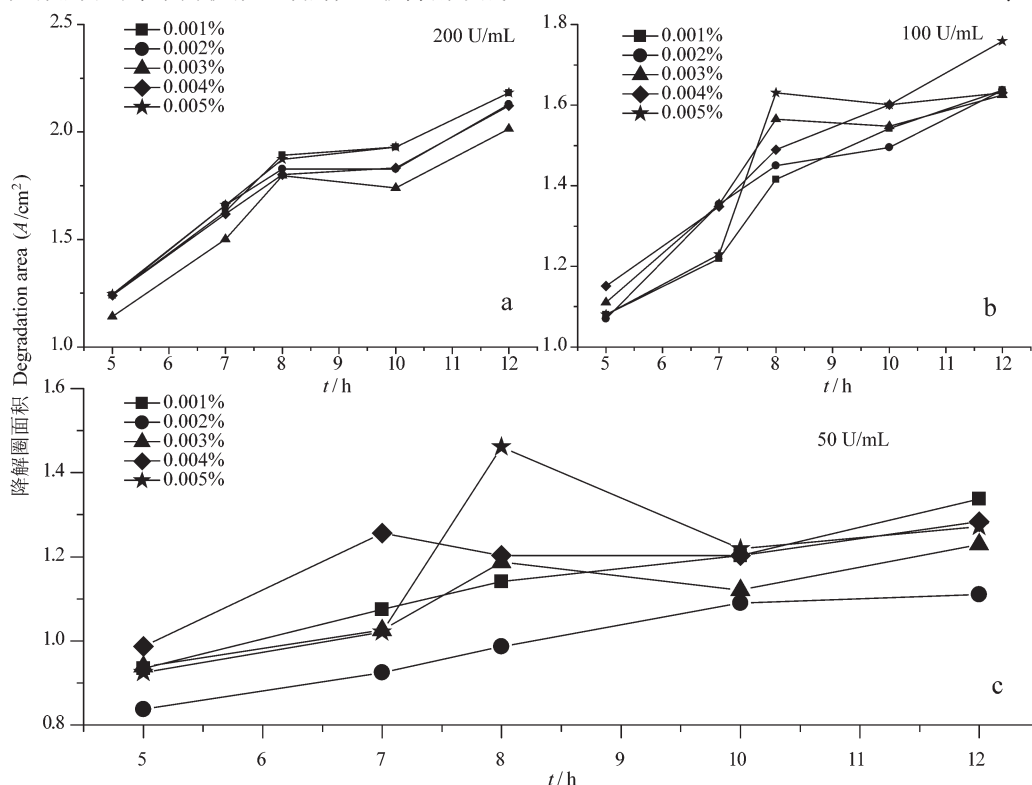 200 U/mL
0.001%
0.002%
0.003%
0.004%
0.005%
2.5
2.0
1.5
1.0
5 6 7 8 9 10 11 12
t/h
a
100 U/mL
0.001%
0.002%
0.003%
0.004%
0.005%
1.8
1.6
1.4
1.2
1.0
5 6 7 8 9 10 11 12
t/h
b
降解圈面积 Degradation area (A/cm²)
50 U/mL
0.001%
0.002%
0.003%
0.004%
0.005%
1.6
1.4
1.2
1.0
0.8
5 6 7 8 9 10 11 12
t/h
c